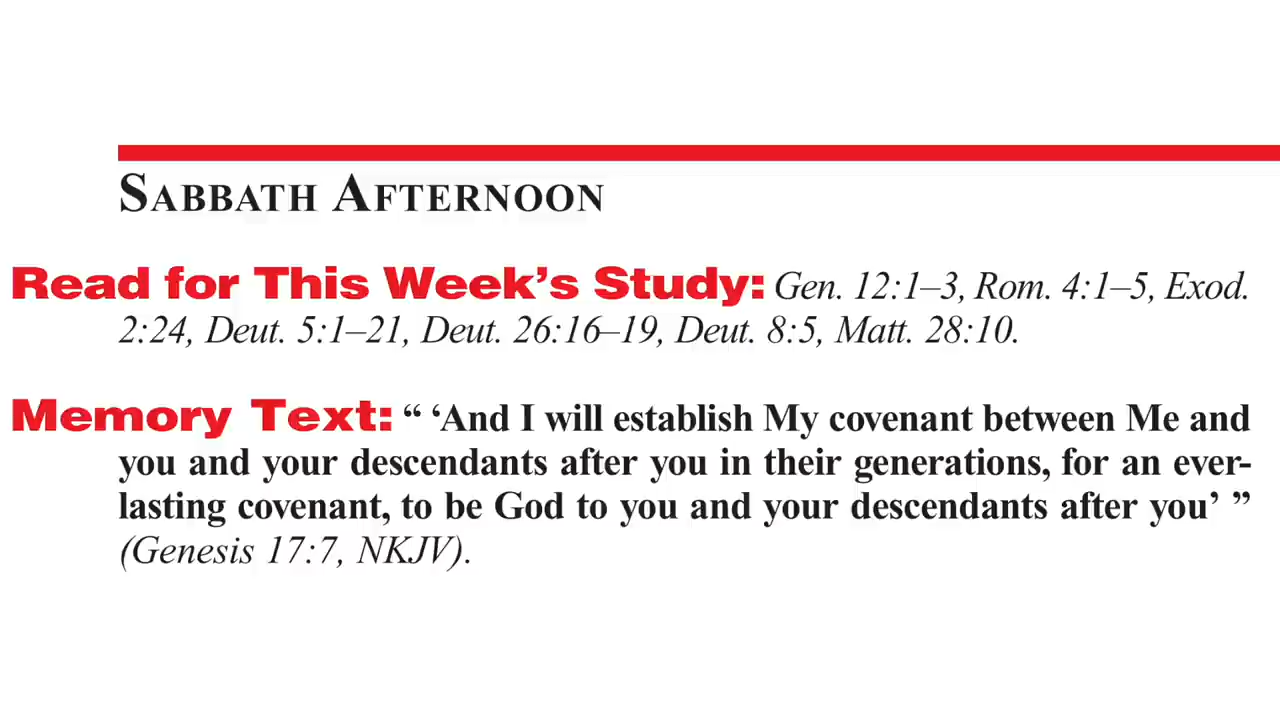 SABBATH AFTERNOON
Read for This Week’s Study: Gen. 12:1–3, Rom. 4:1–5, Exod.
2:24, Deut. 5:1–21, Deut. 26:16–19, Deut. 8:5, Matt. 28:10.
Memory Text: “ ‘And I will establish My covenant between Me and
you and your descendants after you in their generations, for an ever-
lasting covenant, to be God to you and your descendants after you’ ”
(Genesis 17:7, NKJV).